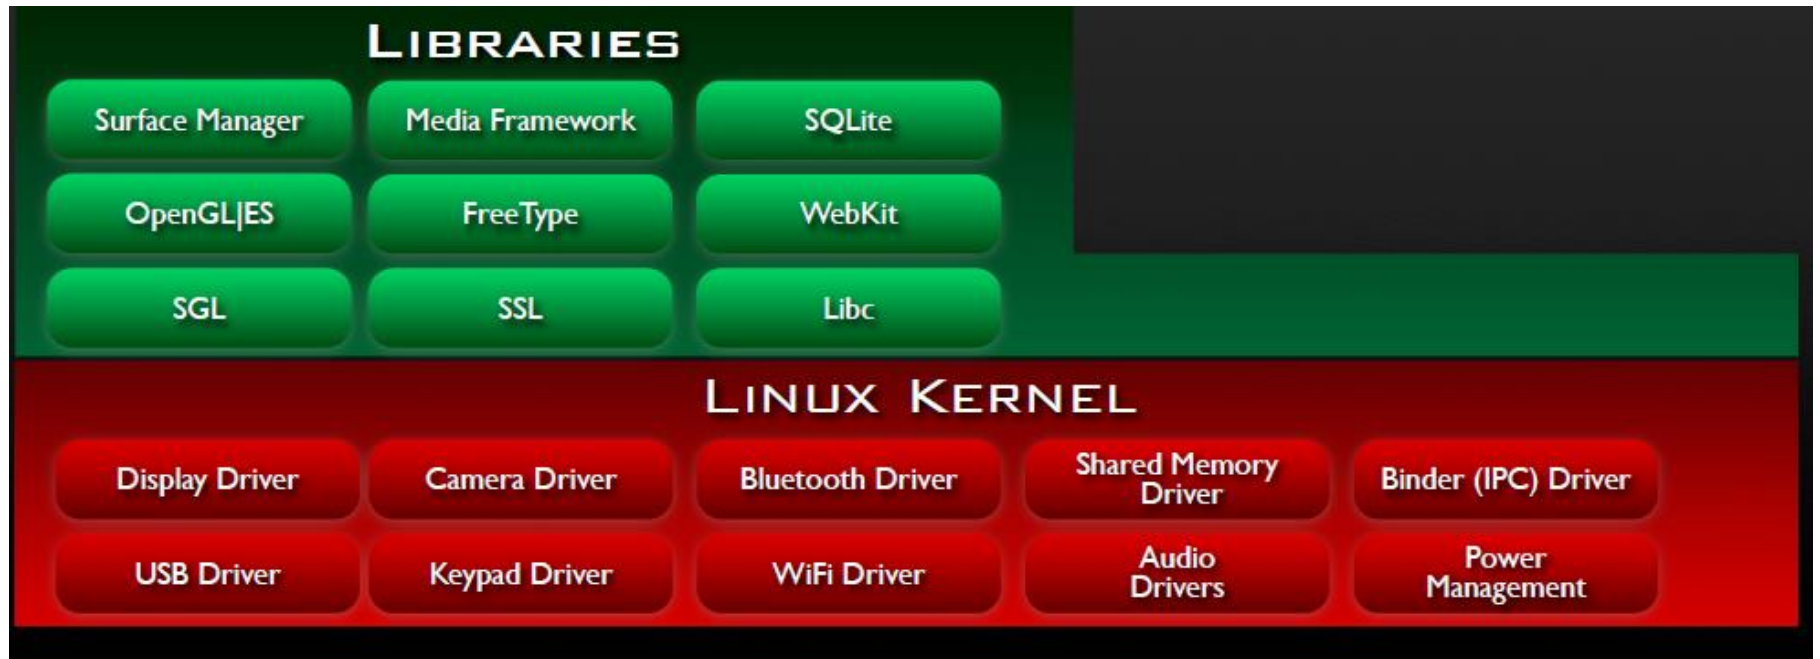 LIBRARIES
Surface Manager
Media Framework
SQLite
OpenGL|ES
FreeType
WebKit
SGL
SSL
Libc
LINUX KERNEL
Display Driver
Camera Driver
Bluetooth Driver
Shared Memory
Driver
Binder (IPC) Driver
USB Driver
Keypad Driver
WiFi Driver
Audio
Drivers
Power
Management